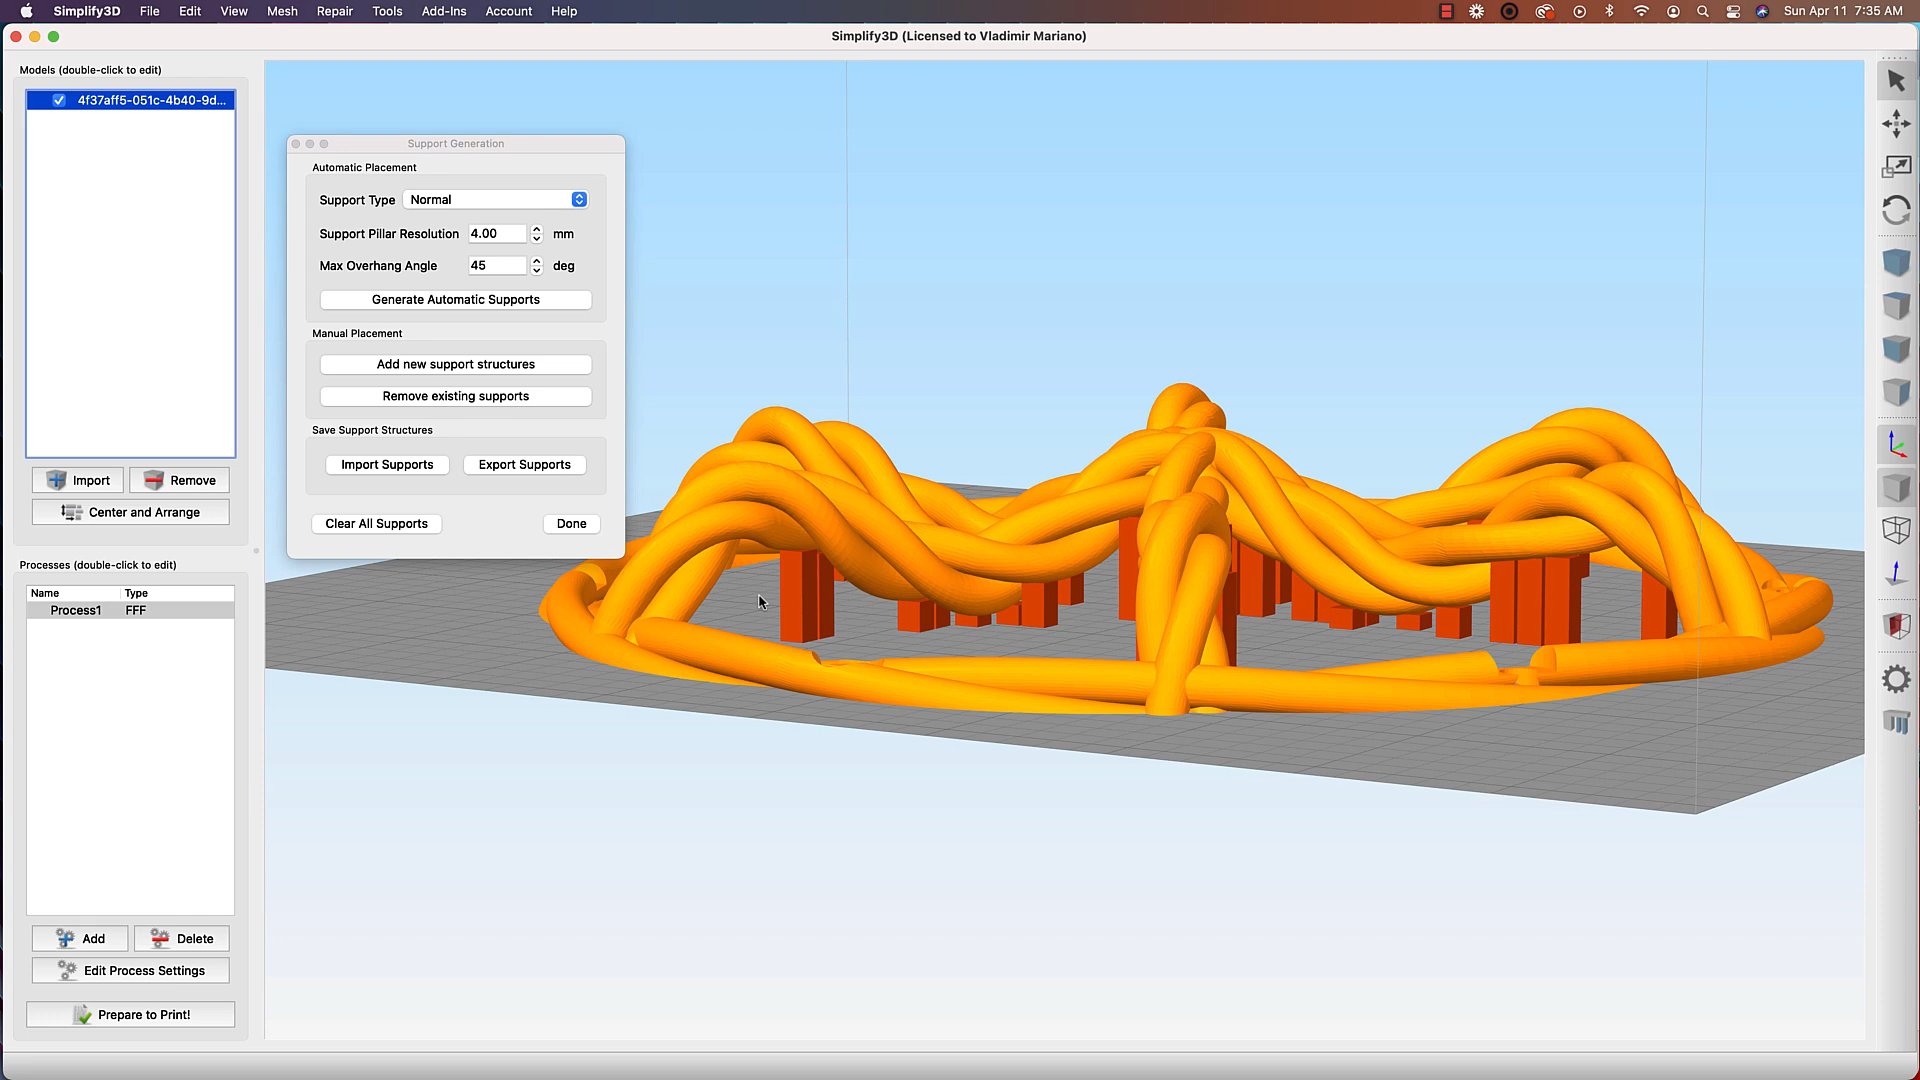 Simplify3D File Edit View Mesh Repair Tools Add-Ins Account Help Sun Apr 11 7:35 AM
Simplify3D (Licensed to Vladimir Mariano)
Models (double-click to edit)
4f37aff5-051c-4b40-9d...
Import Remove
Center and Arrange
Processes (double-click to edit)
Name Type
Process1 FFF
Add Delete
Edit Process Settings
Prepare to Print!
Support Generation
Automatic Placement
Support Type Normal
Support Pillar Resolution 4.00 mm
Max Overhang Angle 45 deg
Generate Automatic Supports
Manual Placement
Add new support structures
Remove existing supports
Save Support Structures
Import Supports Export Supports
Clear All Supports Done